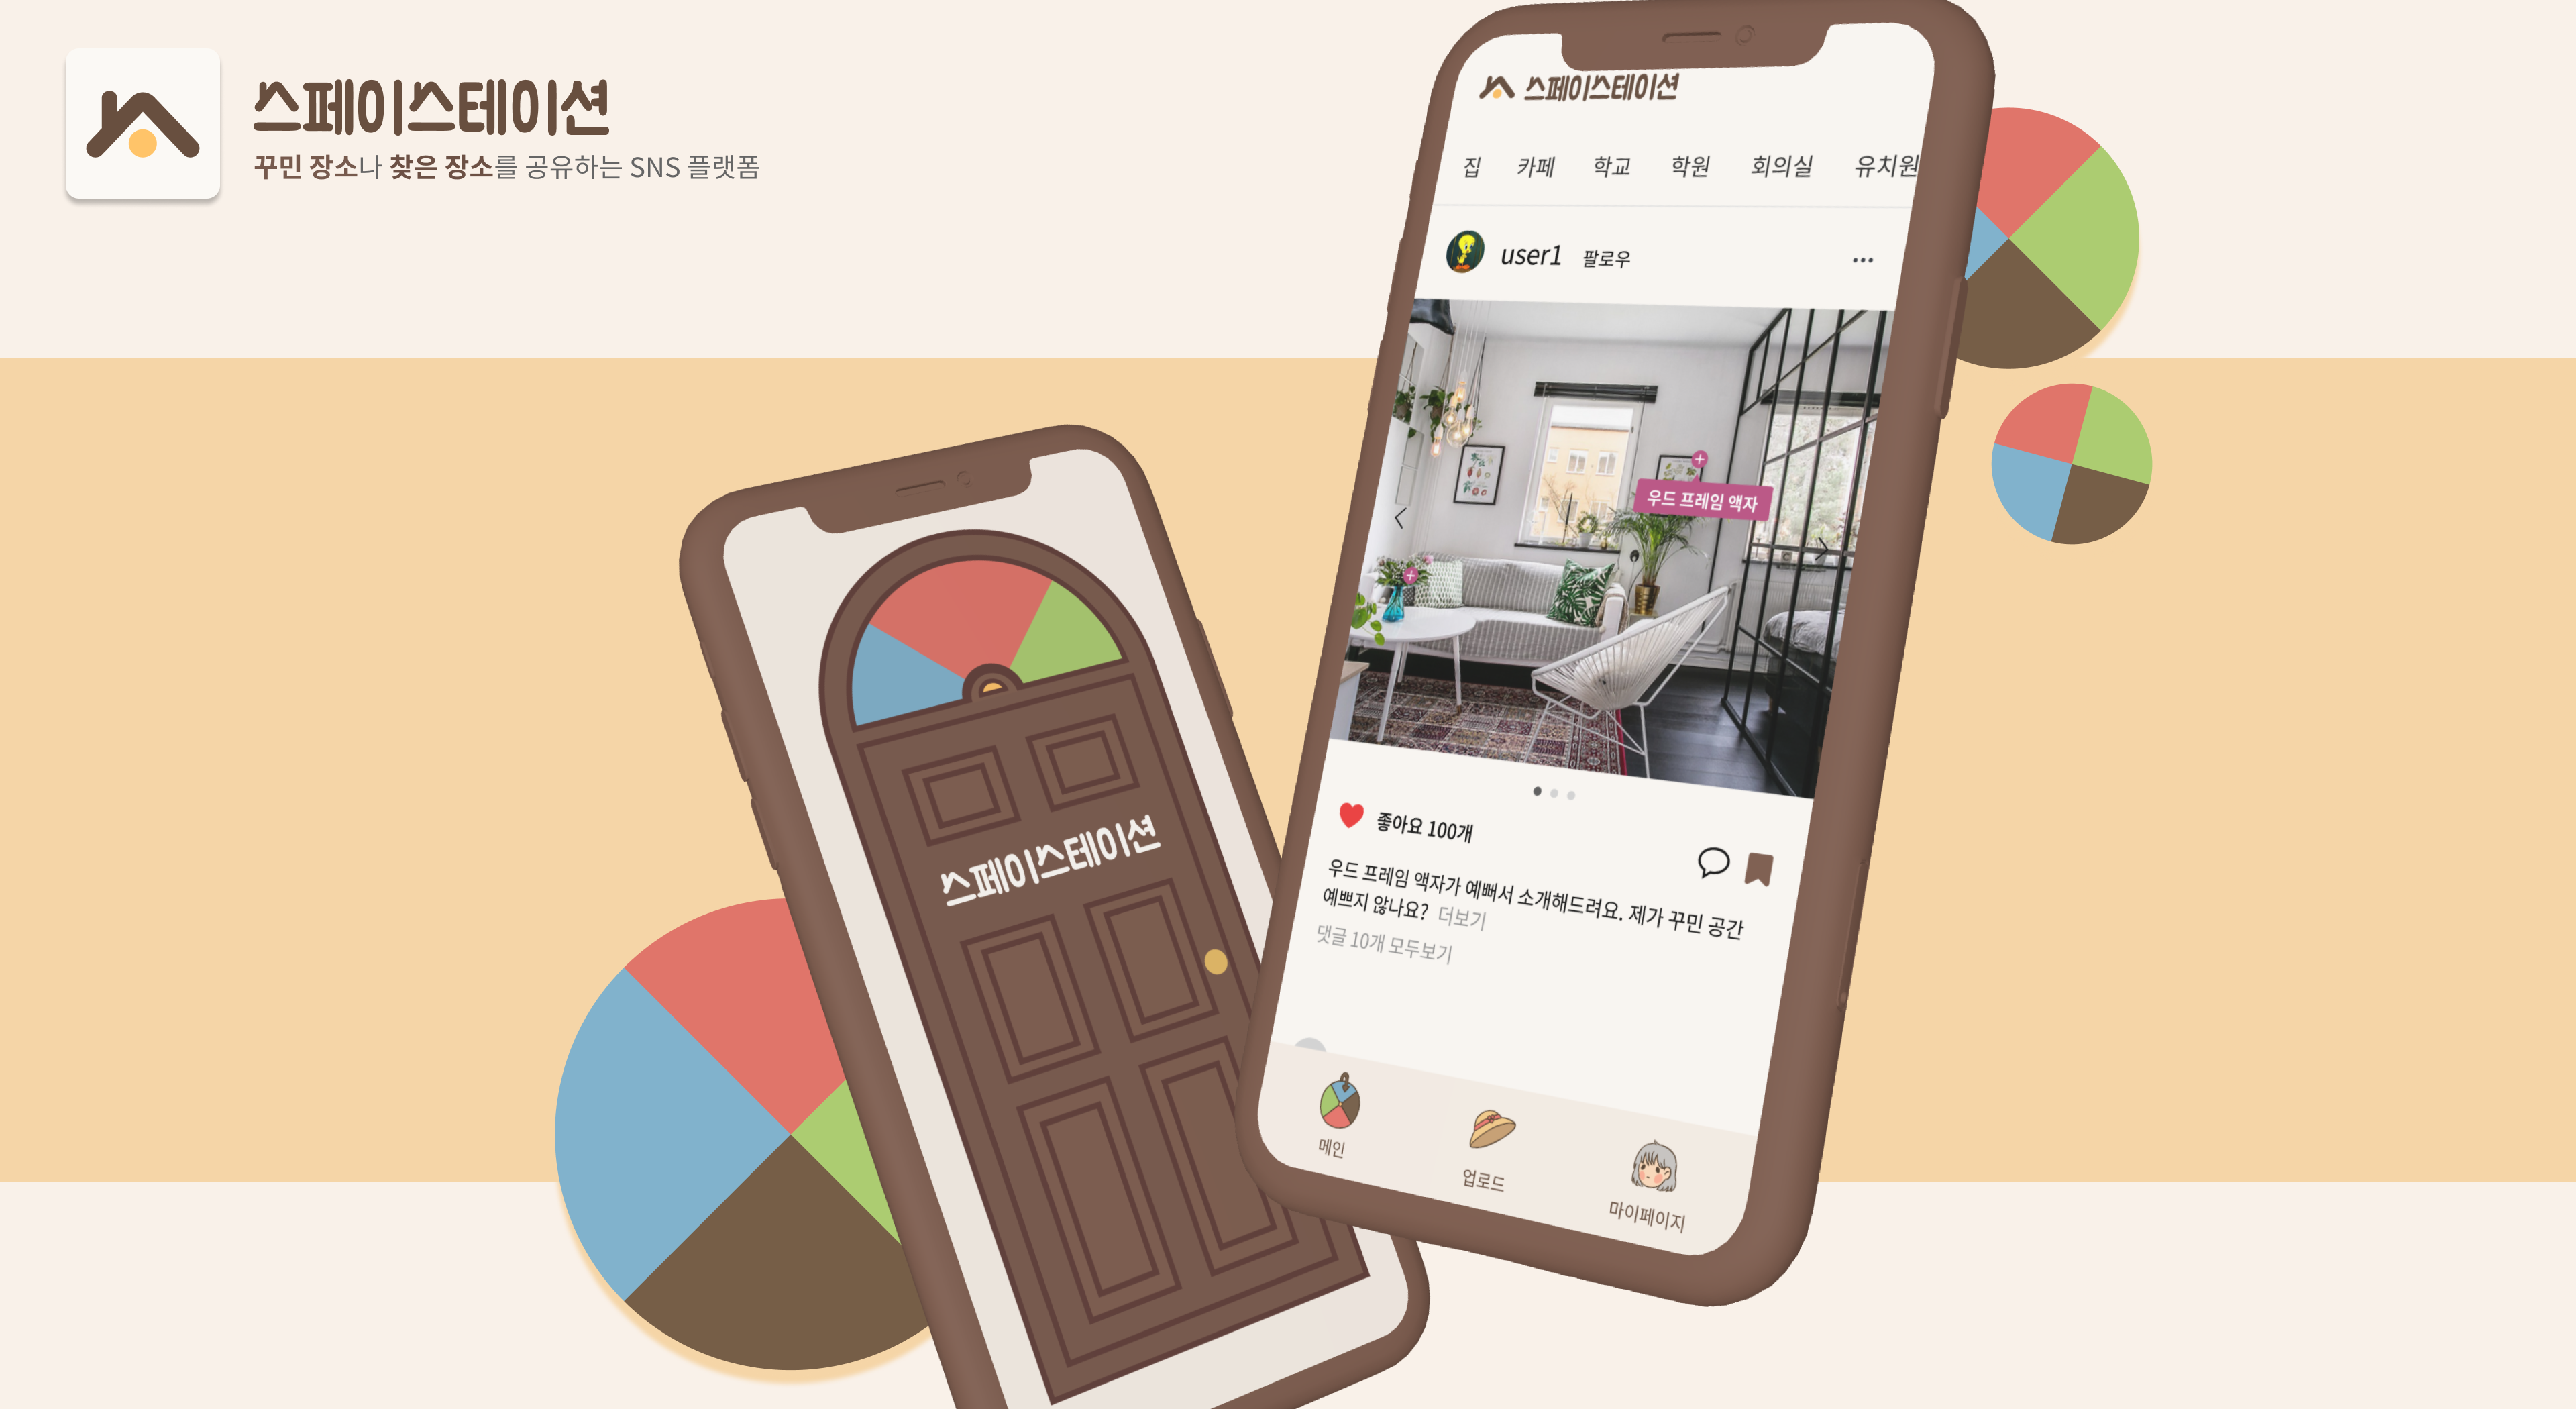 스페이스테이션
꾸민 장소나 찾은 장소를 공유하는 SNS 플랫폼
스페이스테이션
스페이스테이션
집 카페 학교 학원 회의실 유치원
user1 팔로우 ...
우드 프레임 액자
좋아요 100개
우드 프레임 액자가 예뻐서 소개해드려요. 제가 꾸민 공간
예쁘지 않나요? 더보기
댓글 10개 모두보기
메인
업로드
마이페이지